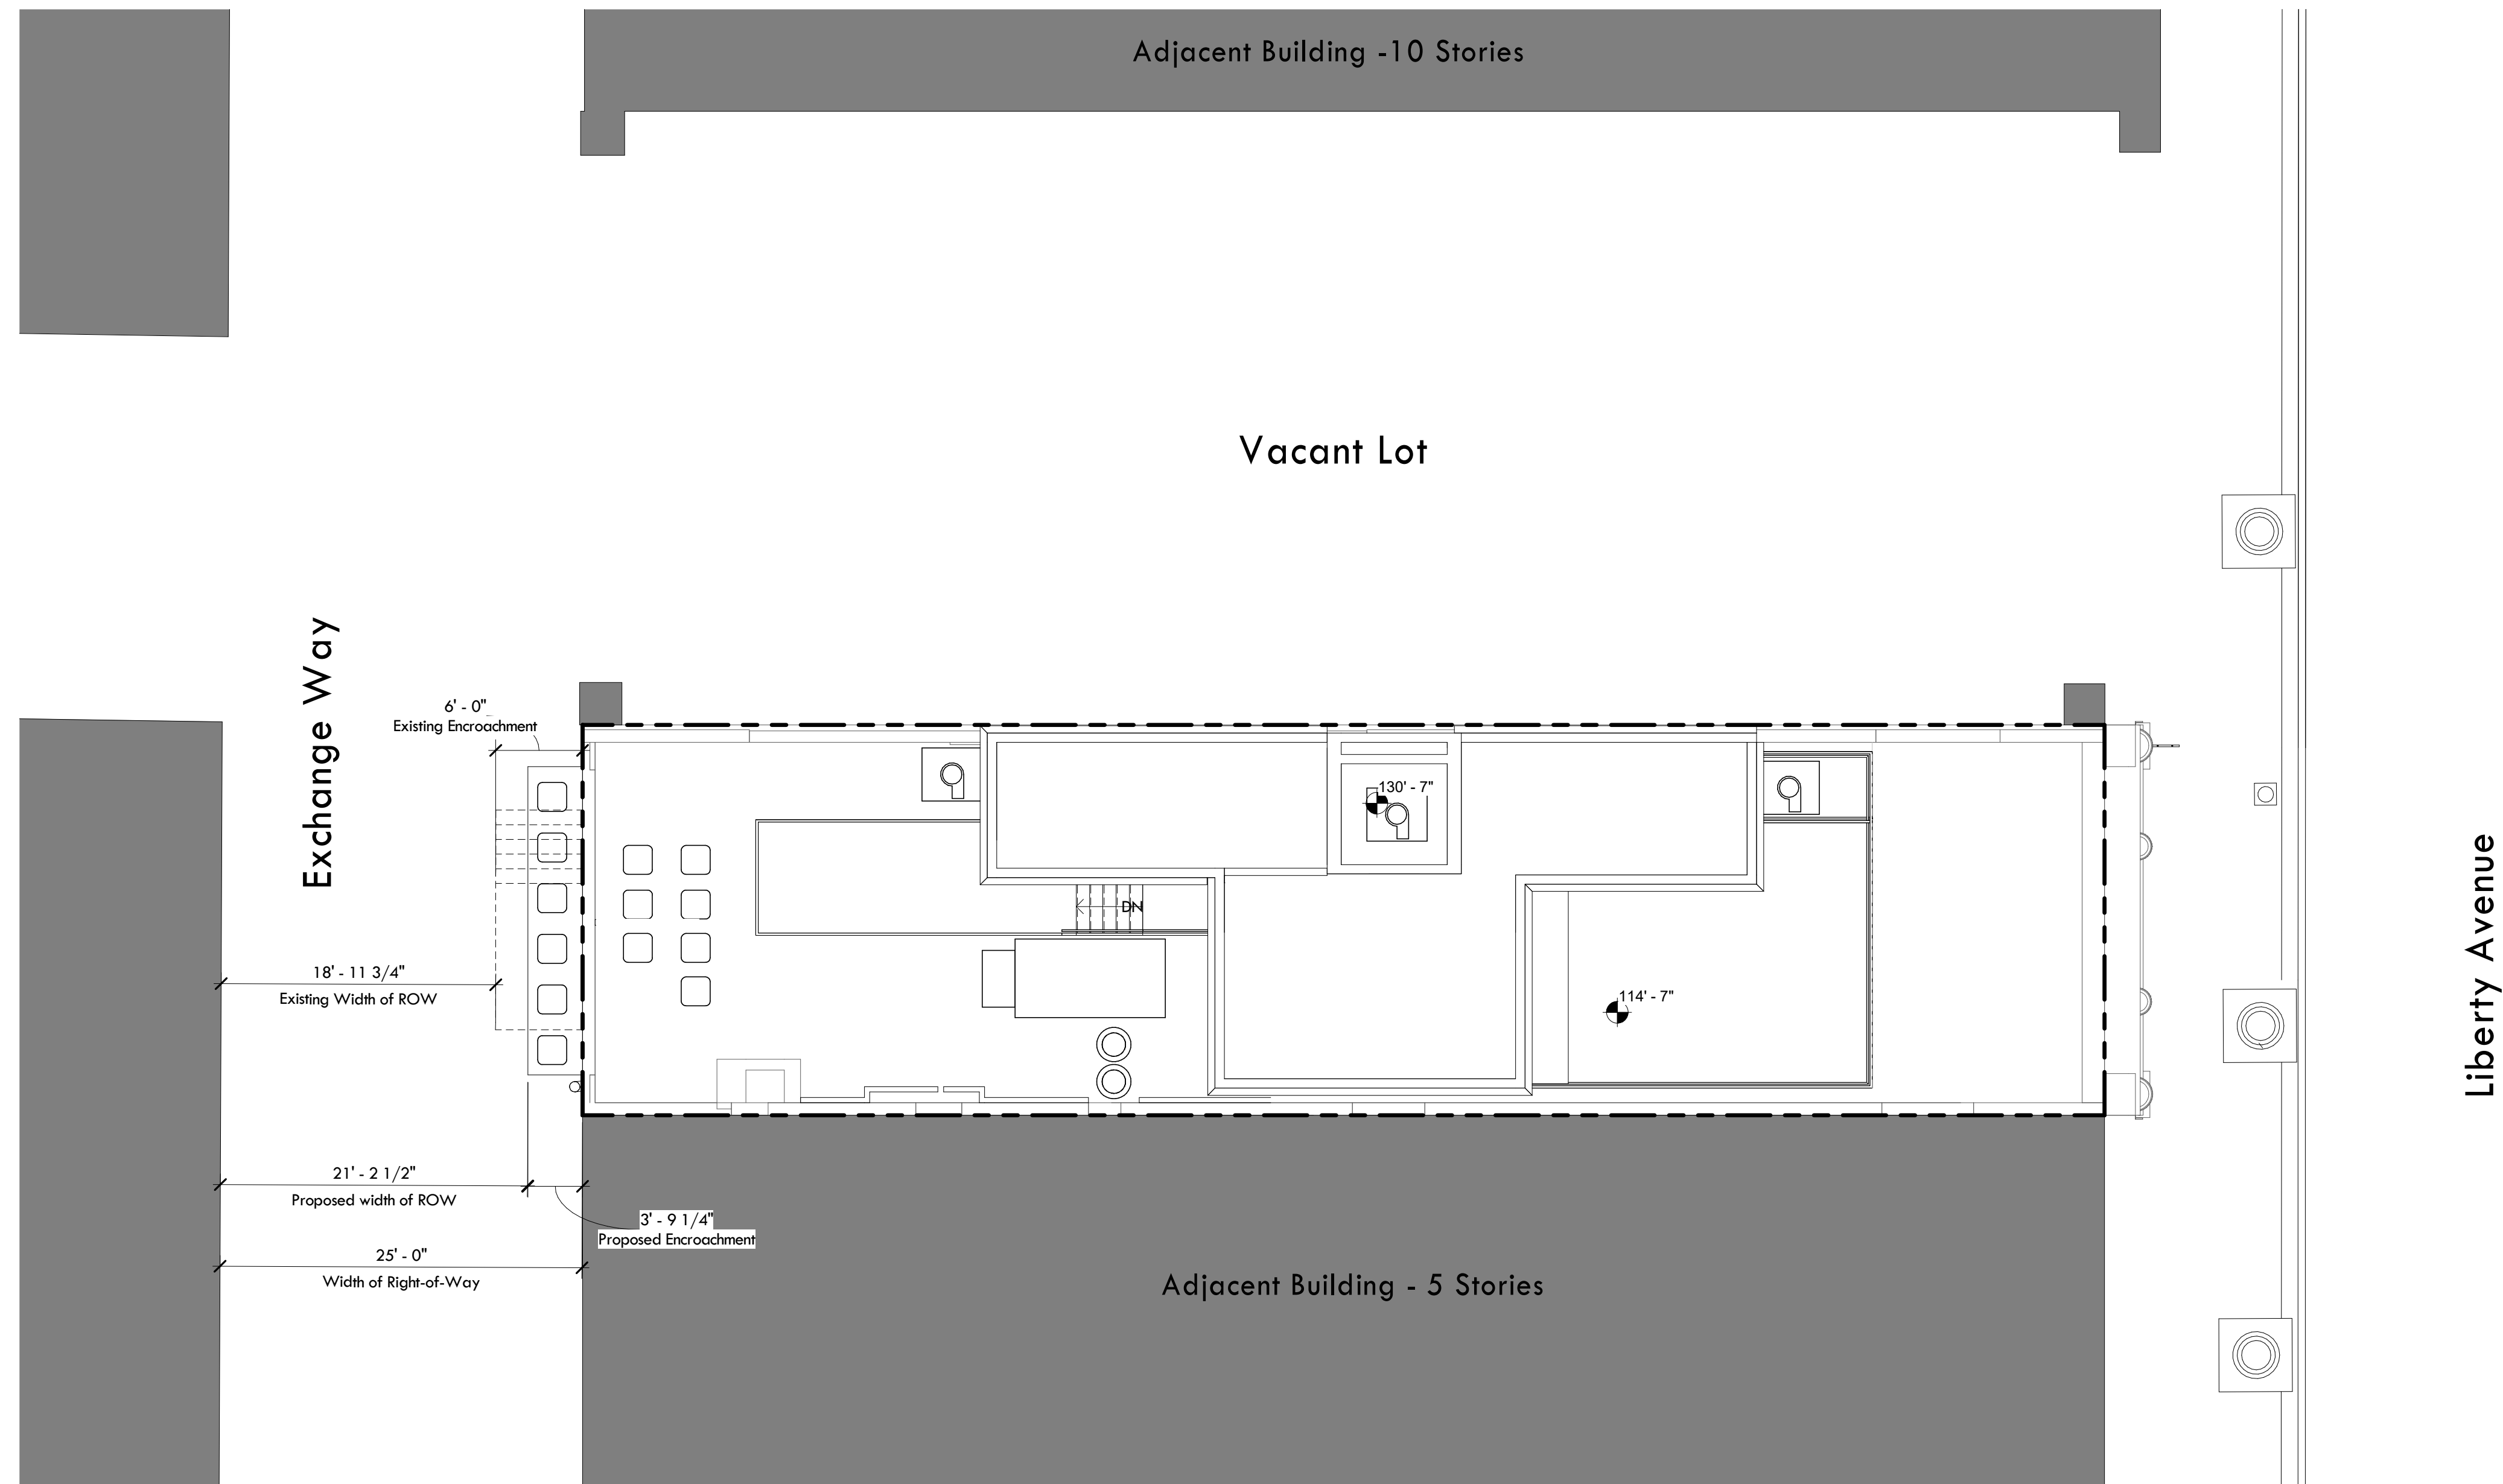 Adjacent Building -10 Stories
Vacant Lot
Exchange Way
6' - 0"
Existing Encroachment
130' - 7"
DN
18' - 11 3/4"
Existing Width of ROW
114' - 7"
Liberty Avenue
21' - 2 1/2"
Proposed width of ROW
3' - 9 1/4"
Proposed Encroachment
25' - 0"
Width of Right-of-Way
Adjacent Building - 5 Stories